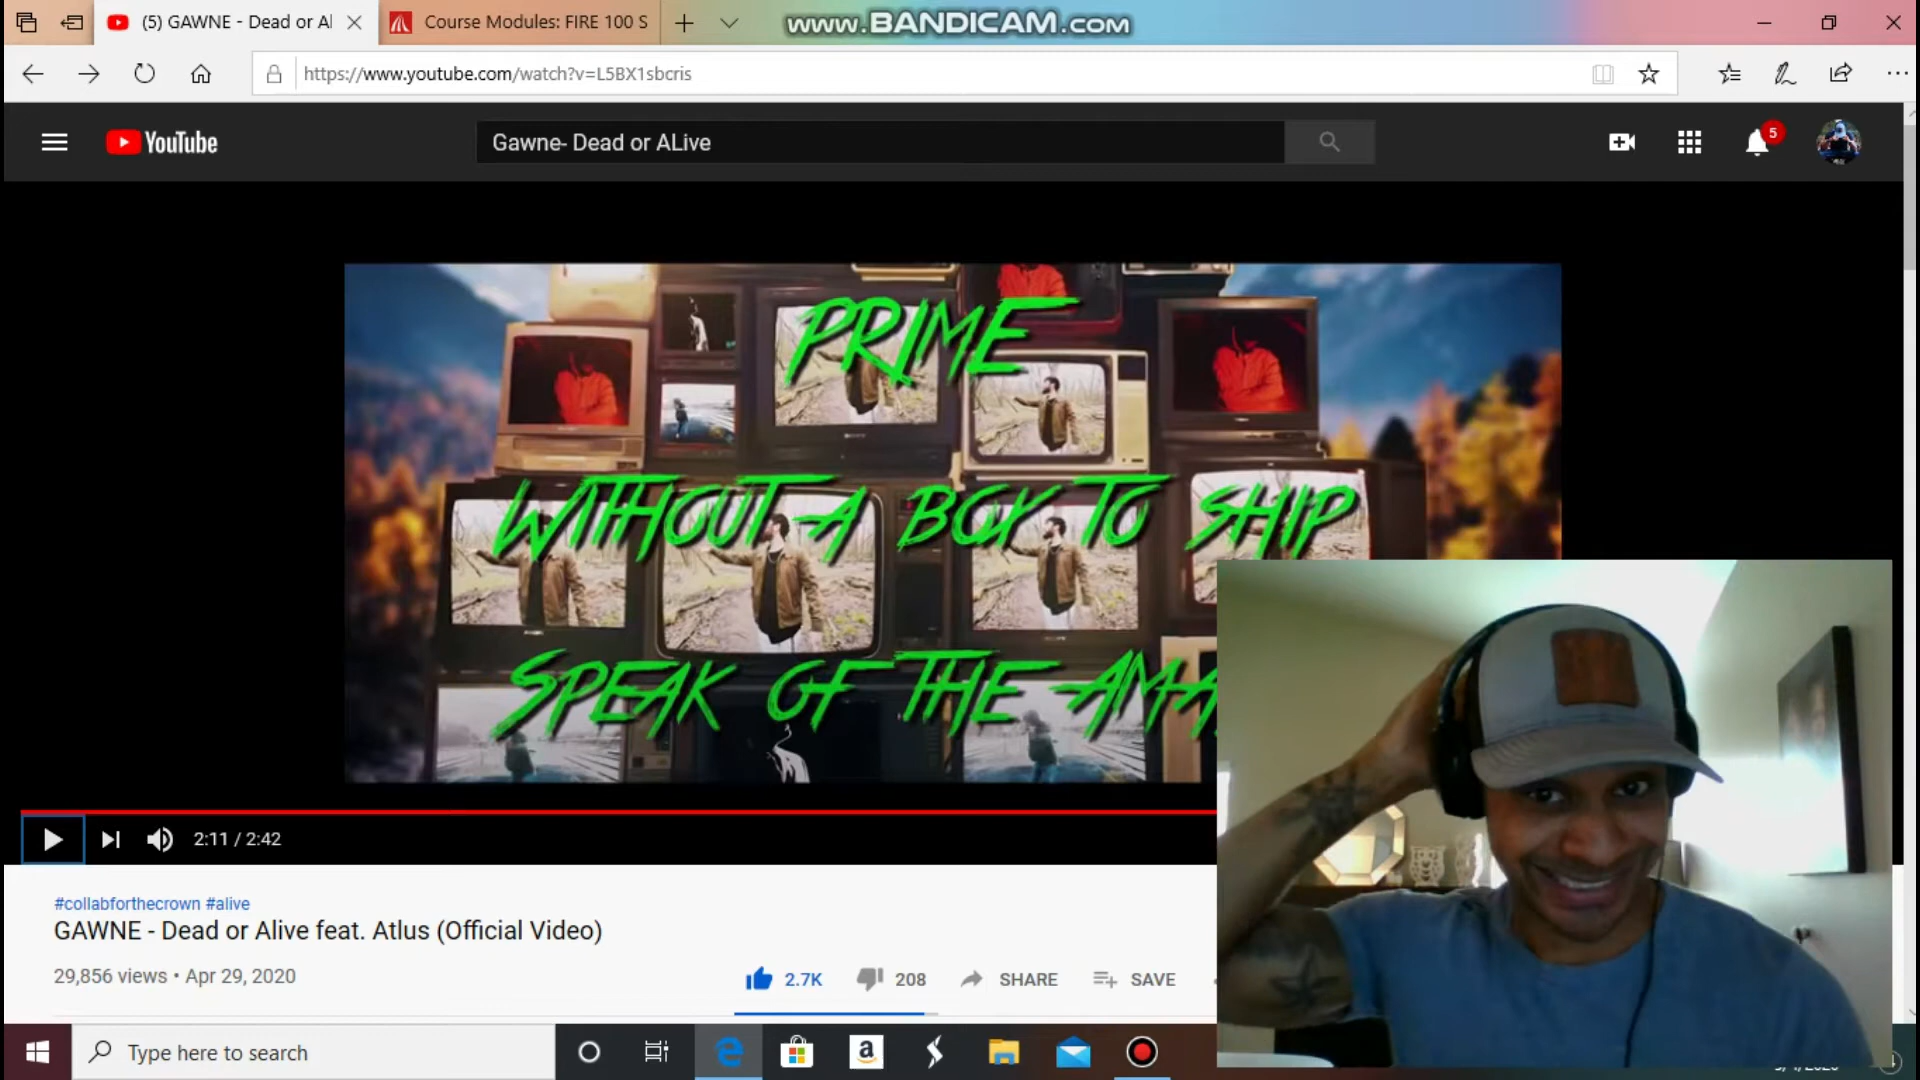 (5) GAWNE - Dead or Al
Course Modules: FIRE 100 S
www.BANDICAM.com
https://www.youtube.com/watch?v=L5BX1sbcris
YouTube
Gawne- Dead or ALive
5
PRIME
WITHOUT A BOX TO SHIP
SPEAK OF THE AMA
2:11 / 2:42
#collabforthecrown #alive
GAWNE - Dead or Alive feat. Atlus (Official Video)
29,856 views • Apr 29, 2020
2.7K
208
SHARE
SAVE
Type here to search